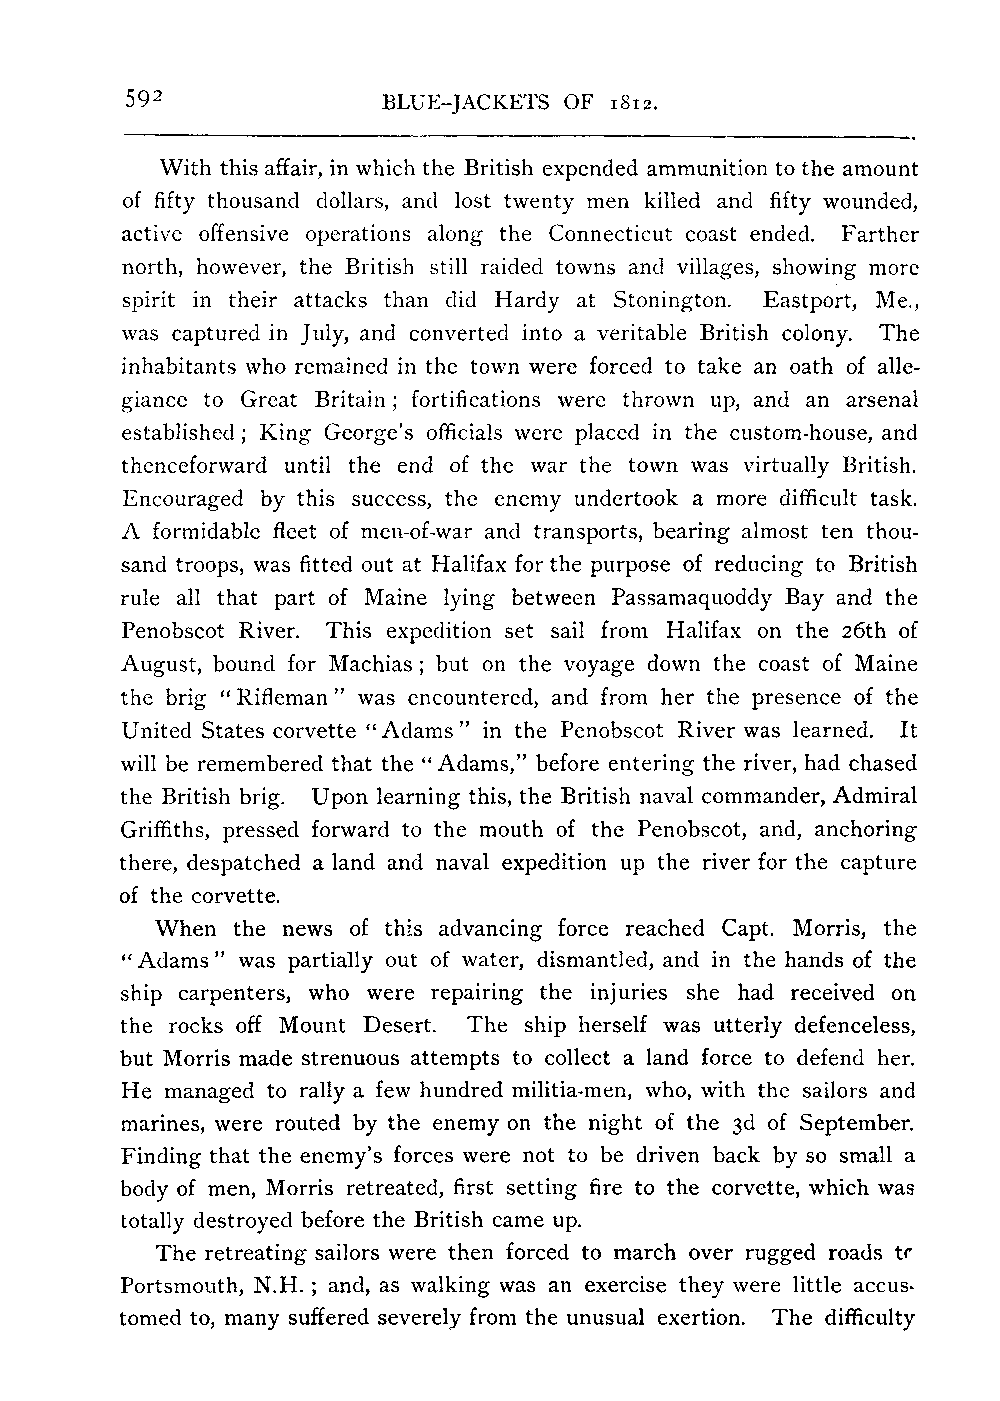 592 BLUE-JACKETS OF 1812.
With this affair, in which the British expended ammunition to the amount
of fifty thousand dollars, and lost twenty men killed and fifty wounded,
active offensive operations along the Connecticut coast ended. Farther
north, however, the British still raided towns and villages, showing more
spirit in their attacks than did Hardy at Stonington. Eastport, Me.,
was captured in July, and converted into a veritable British colony. The
inhabitants who remained in the town were forced to take an oath of alle-
giance to Great Britain; fortifications were thrown up, and an arsenal
established; King George's officials were placed in the custom-house, and
thenceforward until the end of the war the town was virtually British.
Encouraged by this success, the enemy undertook a more difficult task.
A formidable fleet of men-of-war and transports, bearing almost ten thou-
sand troops, was fitted out at Halifax for the purpose of reducing to British
rule all that part of Maine lying between Passamaquoddy Bay and the
Penobscot River. This expedition set sail from Halifax on the 26th of
August, bound for Machias; but on the voyage down the coast of Maine
the brig "Rifleman" was encountered, and from her the presence of the
United States corvette "Adams" in the Penobscot River was learned. It
will be remembered that the "Adams," before entering the river, had chased
the British brig. Upon learning this, the British naval commander, Admiral
Griffiths, pressed forward to the mouth of the Penobscot, and, anchoring
there, despatched a land and naval expedition up the river for the capture
of the corvette.
When the news of this advancing force reached Capt. Morris, the
"Adams" was partially out of water, dismantled, and in the hands of the
ship carpenters, who were repairing the injuries she had received on
the rocks off Mount Desert. The ship herself was utterly defenceless,
but Morris made strenuous attempts to collect a land force to defend her.
He managed to rally a few hundred militia-men, who, with the sailors and
marines, were routed by the enemy on the night of the 3d of September.
Finding that the enemy's forces were not to be driven back by so small a
body of men, Morris retreated, first setting fire to the corvette, which was
totally destroyed before the British came up.
The retreating sailors were then forced to march over rugged roads to
Portsmouth, N.H.; and, as walking was an exercise they were little accus-
tomed to, many suffered severely from the unusual exertion. The difficulty